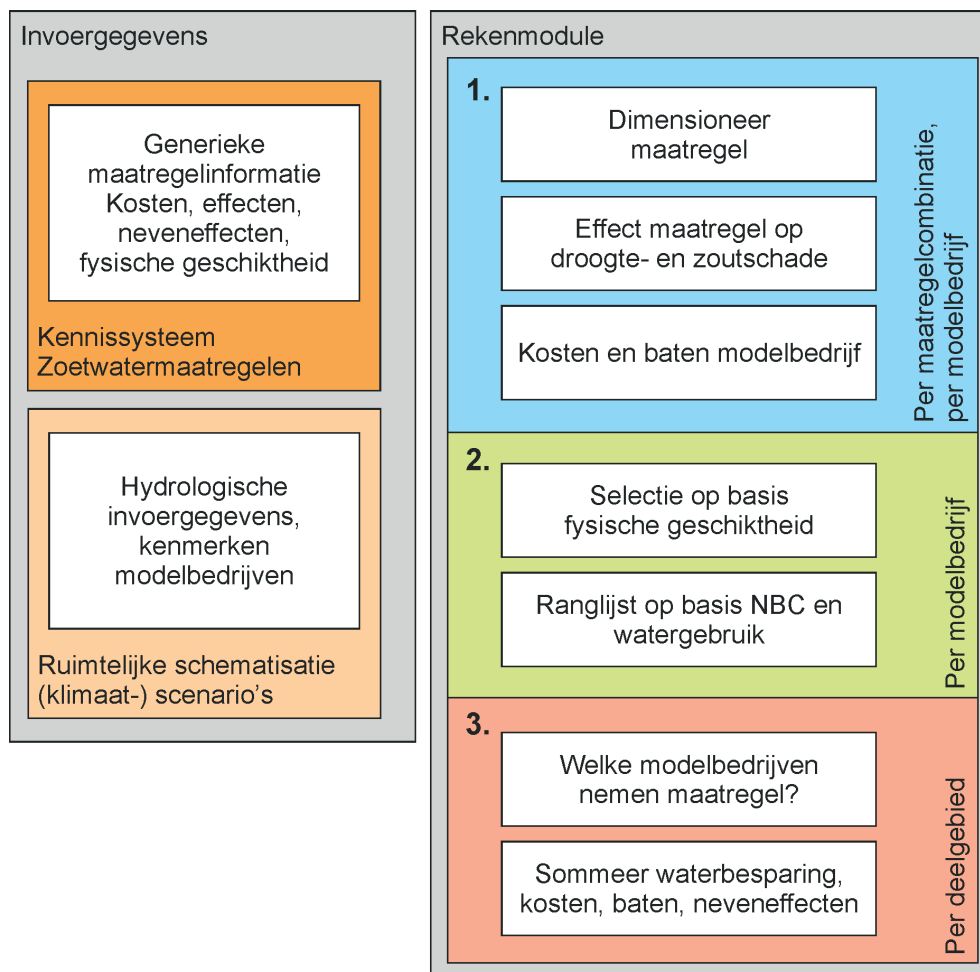 Invoergegevens
Generieke
maatregelinformatie
Kosten, effecten,
neveneffecten,
fysische geschiktheid
Kennissysteem
Zoetwatermaatregelen
Hydrologische
invoergegevens,
kenmerken
modelbedrijven
Ruimtelijke schematisatie
(klimaat-) scenario's
Rekenmodule
1.
Dimensioneer
maatregel
Effect maatregel op
droogte- en zoutschade
Kosten en baten modelbedrijf
Per maatregelcombinatie,
per modelbedrijf
2.
Selectie op basis
fysische geschiktheid
Ranglijst op basis NBC en
watergebruik
Per modelbedrijf
3.
Welke modelbedrijven
nemen maatregel?
Sommeer waterbesparing,
kosten, baten, neveneffecten
Per deelgebied